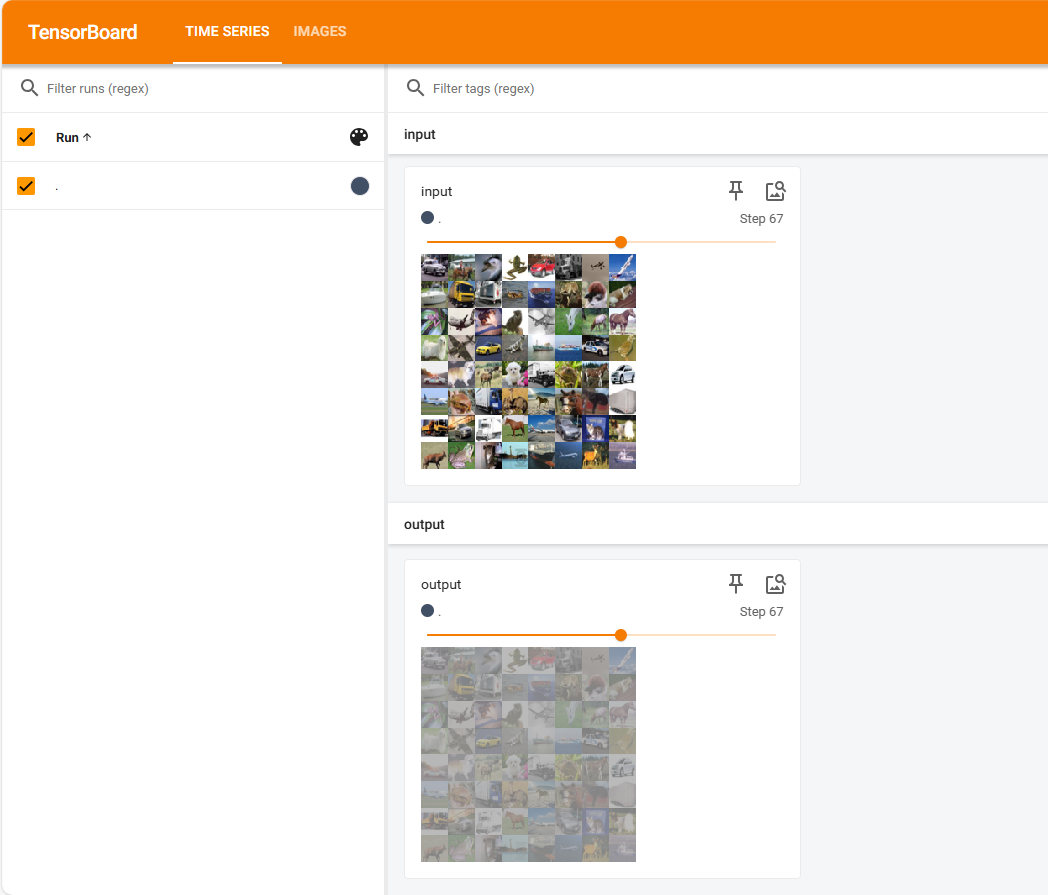 TensorBoard TIME SERIES IMAGES
Filter runs (regex)
Run
.
Filter tags (regex)
input
input
. Step 67
output
output
. Step 67